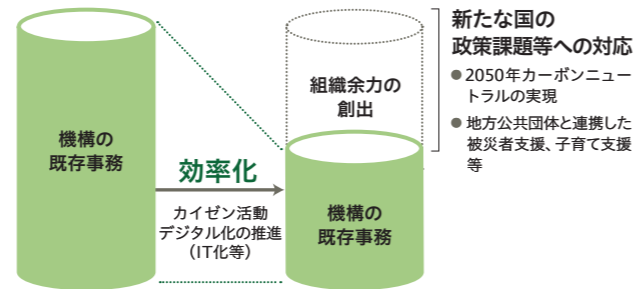 機構の
既存事務
効率化
カイゼン活動
デジタル化の推進
（IT化等）
組織余力の
創出
機構の
既存事務
新たな国の
政策課題等への対応
● 2050年カーボンニュー
トラルの実現
● 地方公共団体と連携した
被災者支援、子育て支援
等